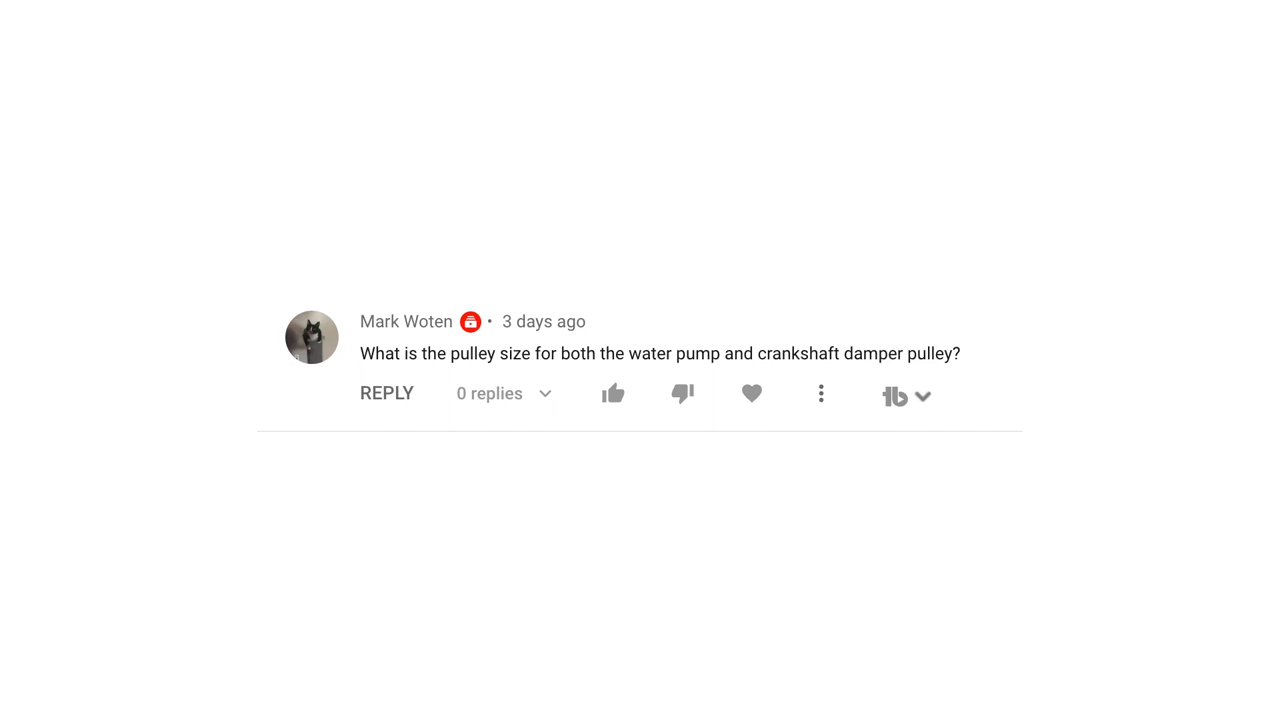 Mark Woten • 3 days ago
What is the pulley size for both the water pump and crankshaft damper pulley?
REPLY 0 replies tb